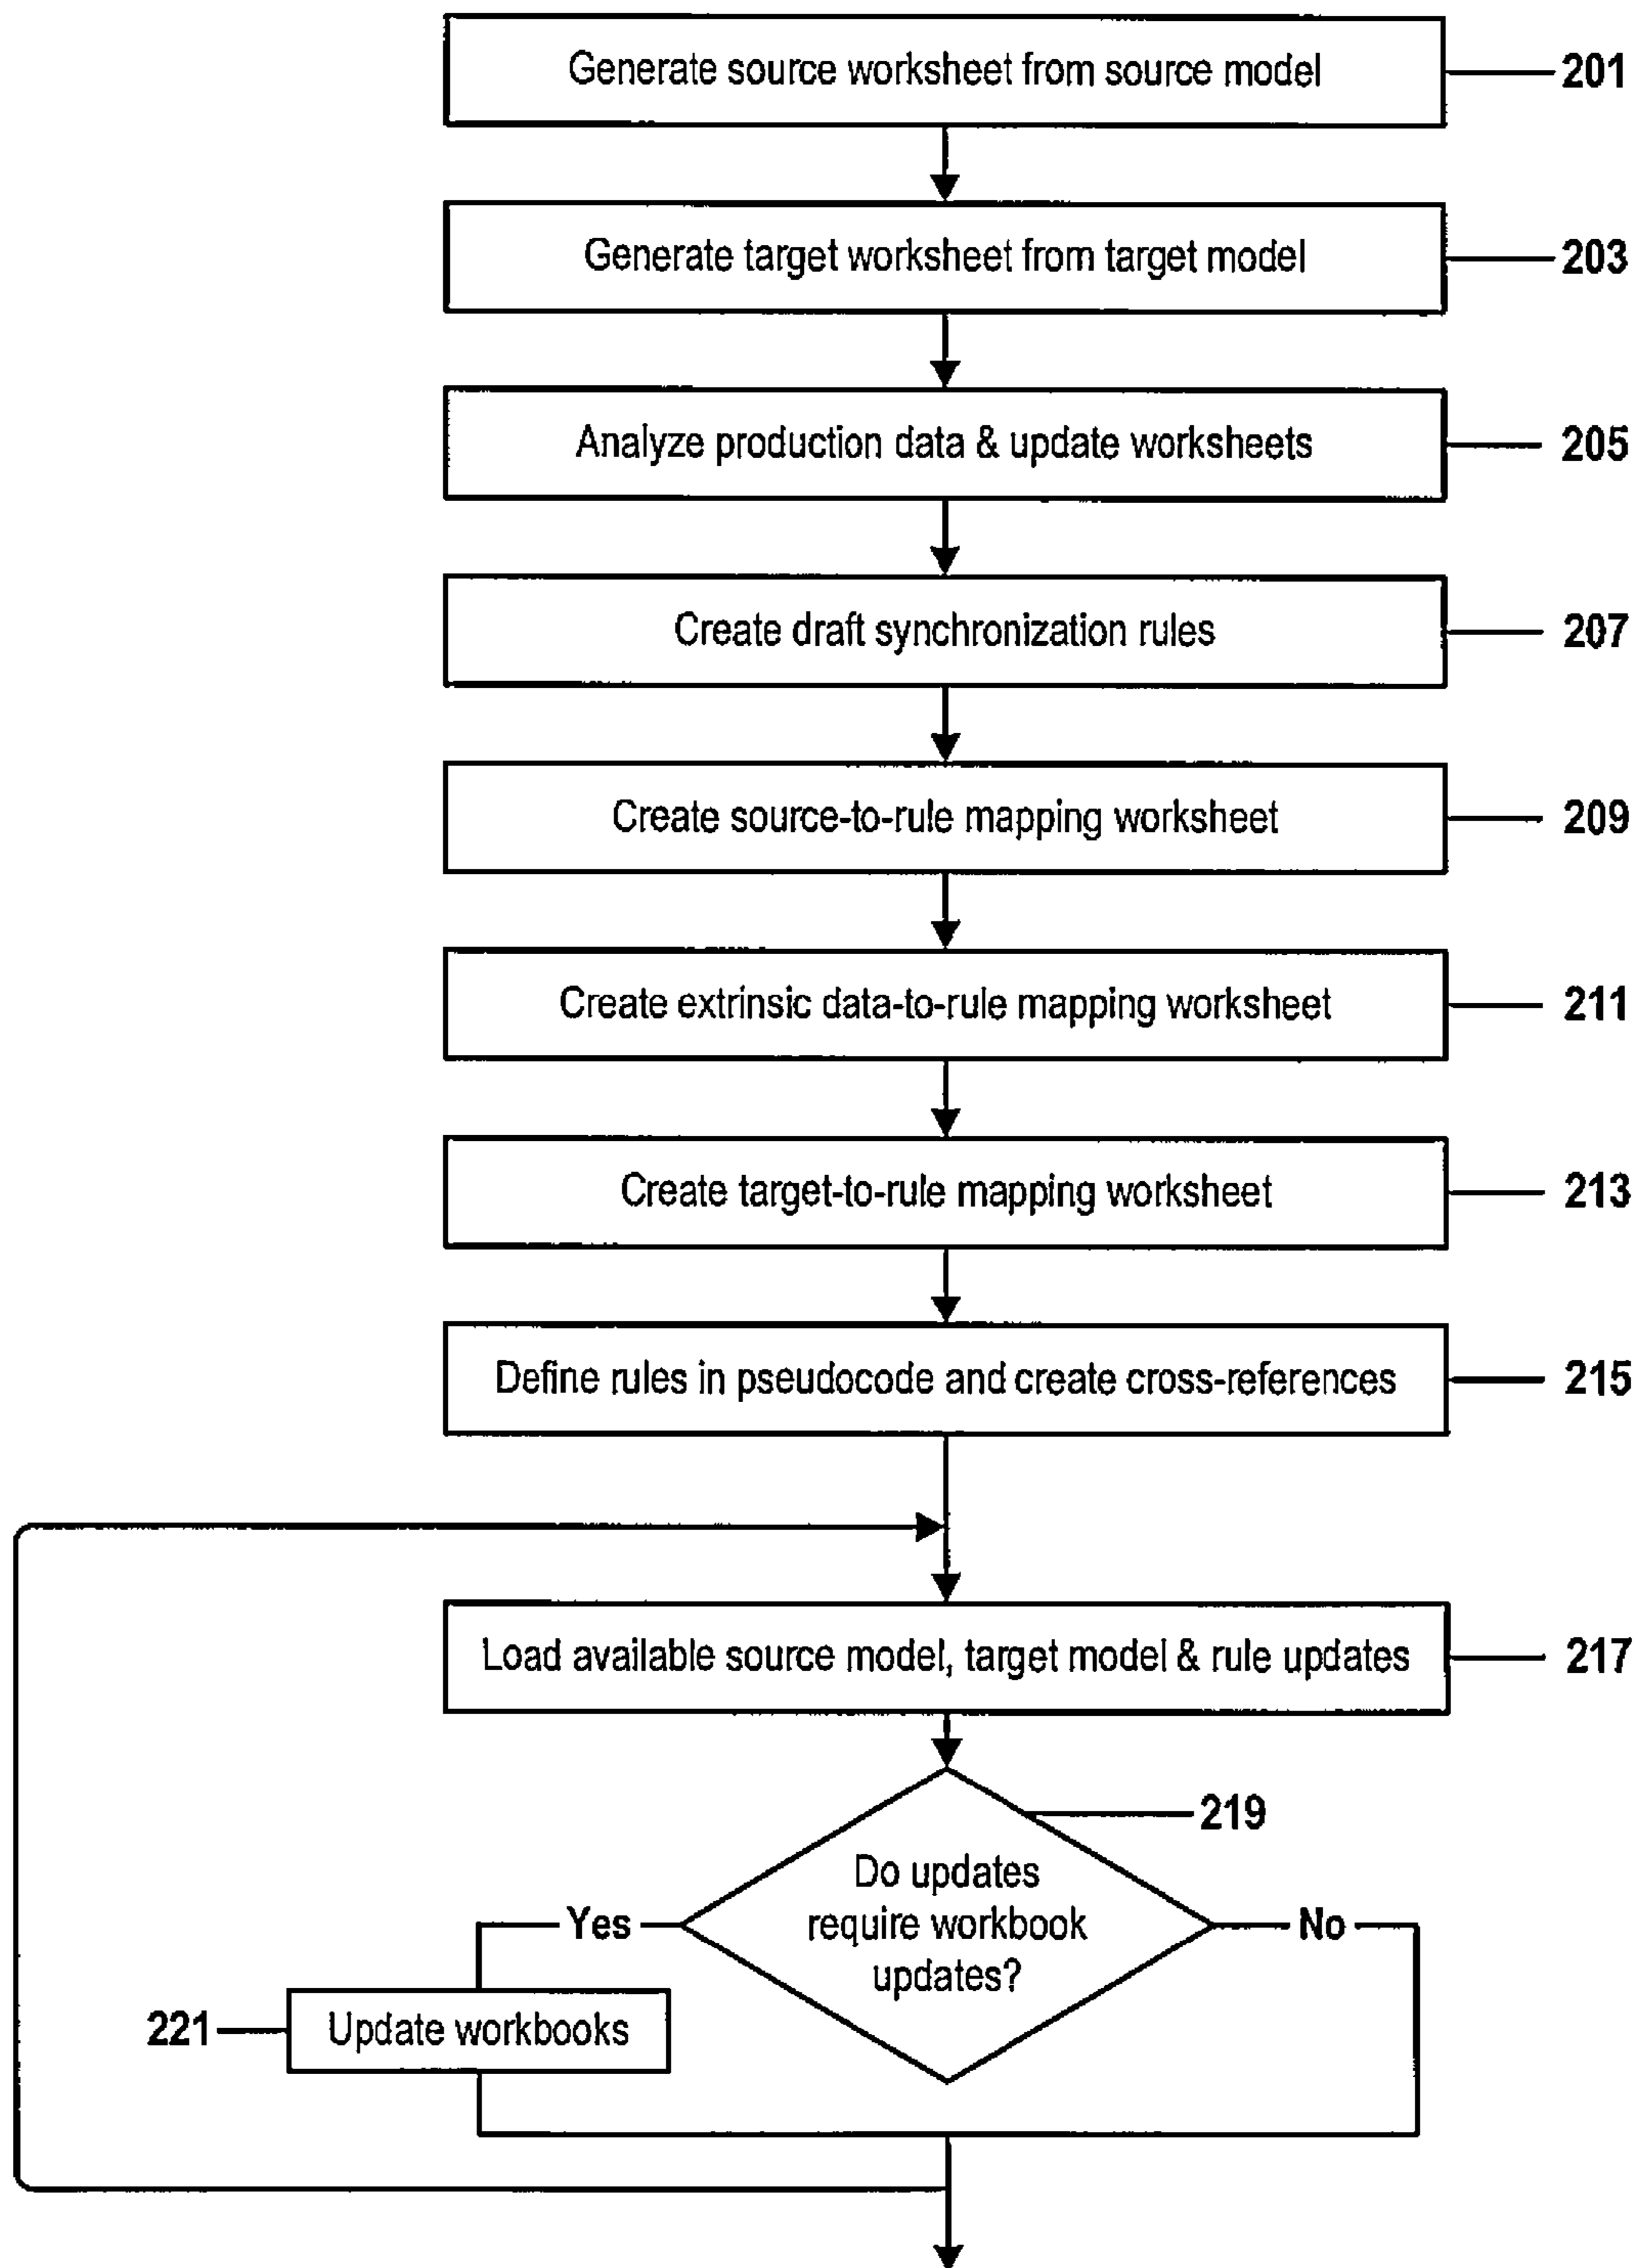 Generate source worksheet from source model 201
Generate target worksheet from target model 203
Analyze production data & update worksheets 205
Create draft synchronization rules 207
Create source-to-rule mapping worksheet 209
Create extrinsic data-to-rule mapping worksheet 211
Create target-to-rule mapping worksheet 213
Define rules in pseudocode and create cross-references 215
Load available source model, target model & rule updates 217
219
Do updates
Yes require workbook No
updates?
221 Update workbooks